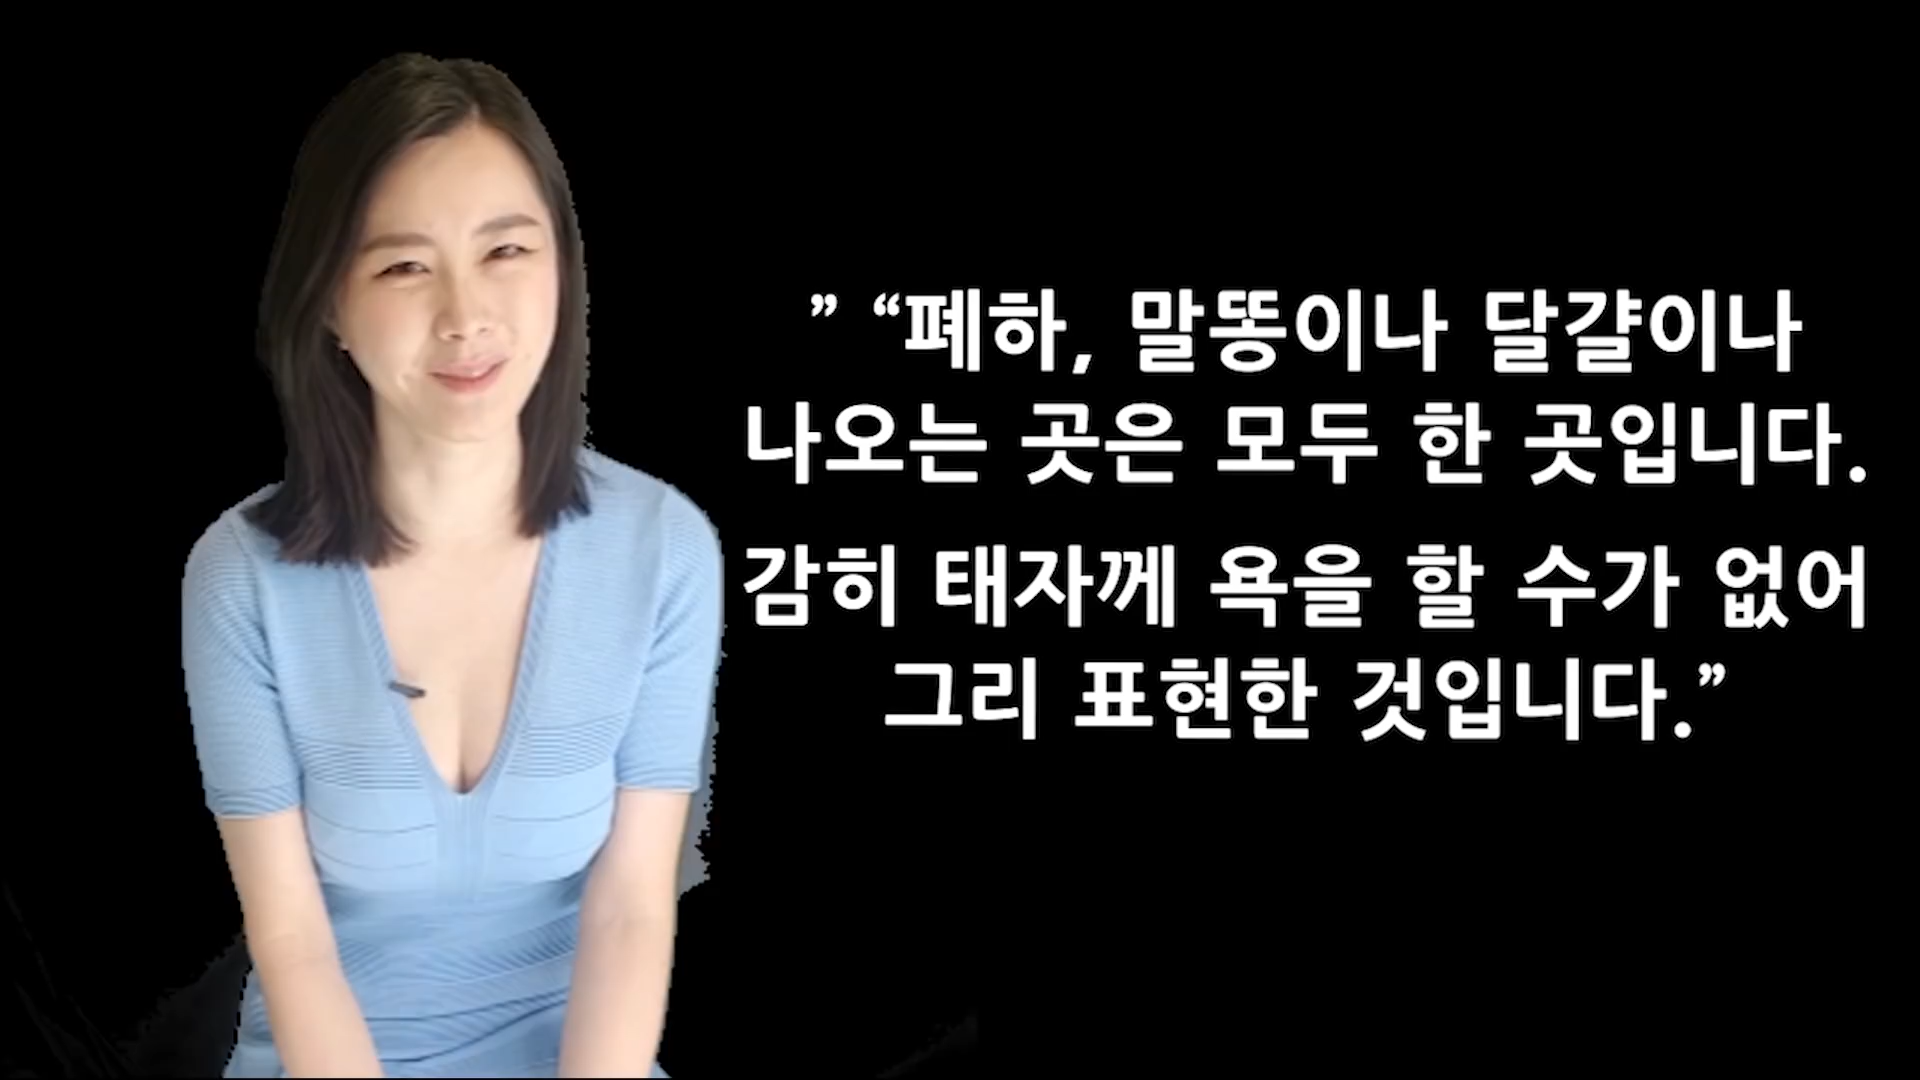 ” “폐하, 말똥이나 달걀이나
나오는 곳은 모두 한 곳입니다.
감히 태자께 욕을 할 수가 없어
그리 표현한 것입니다.”